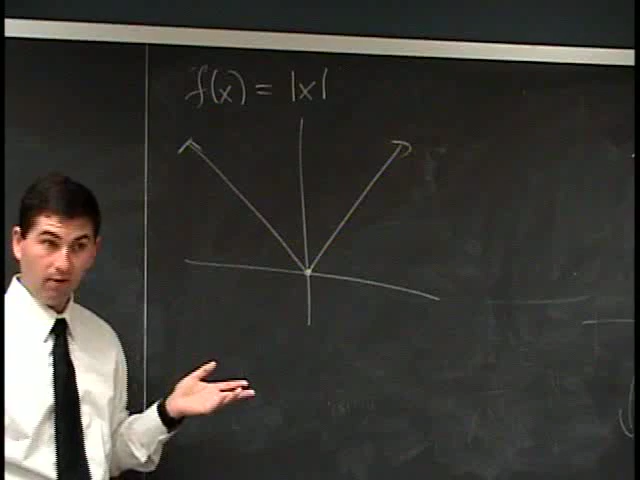 f(x) = |x|